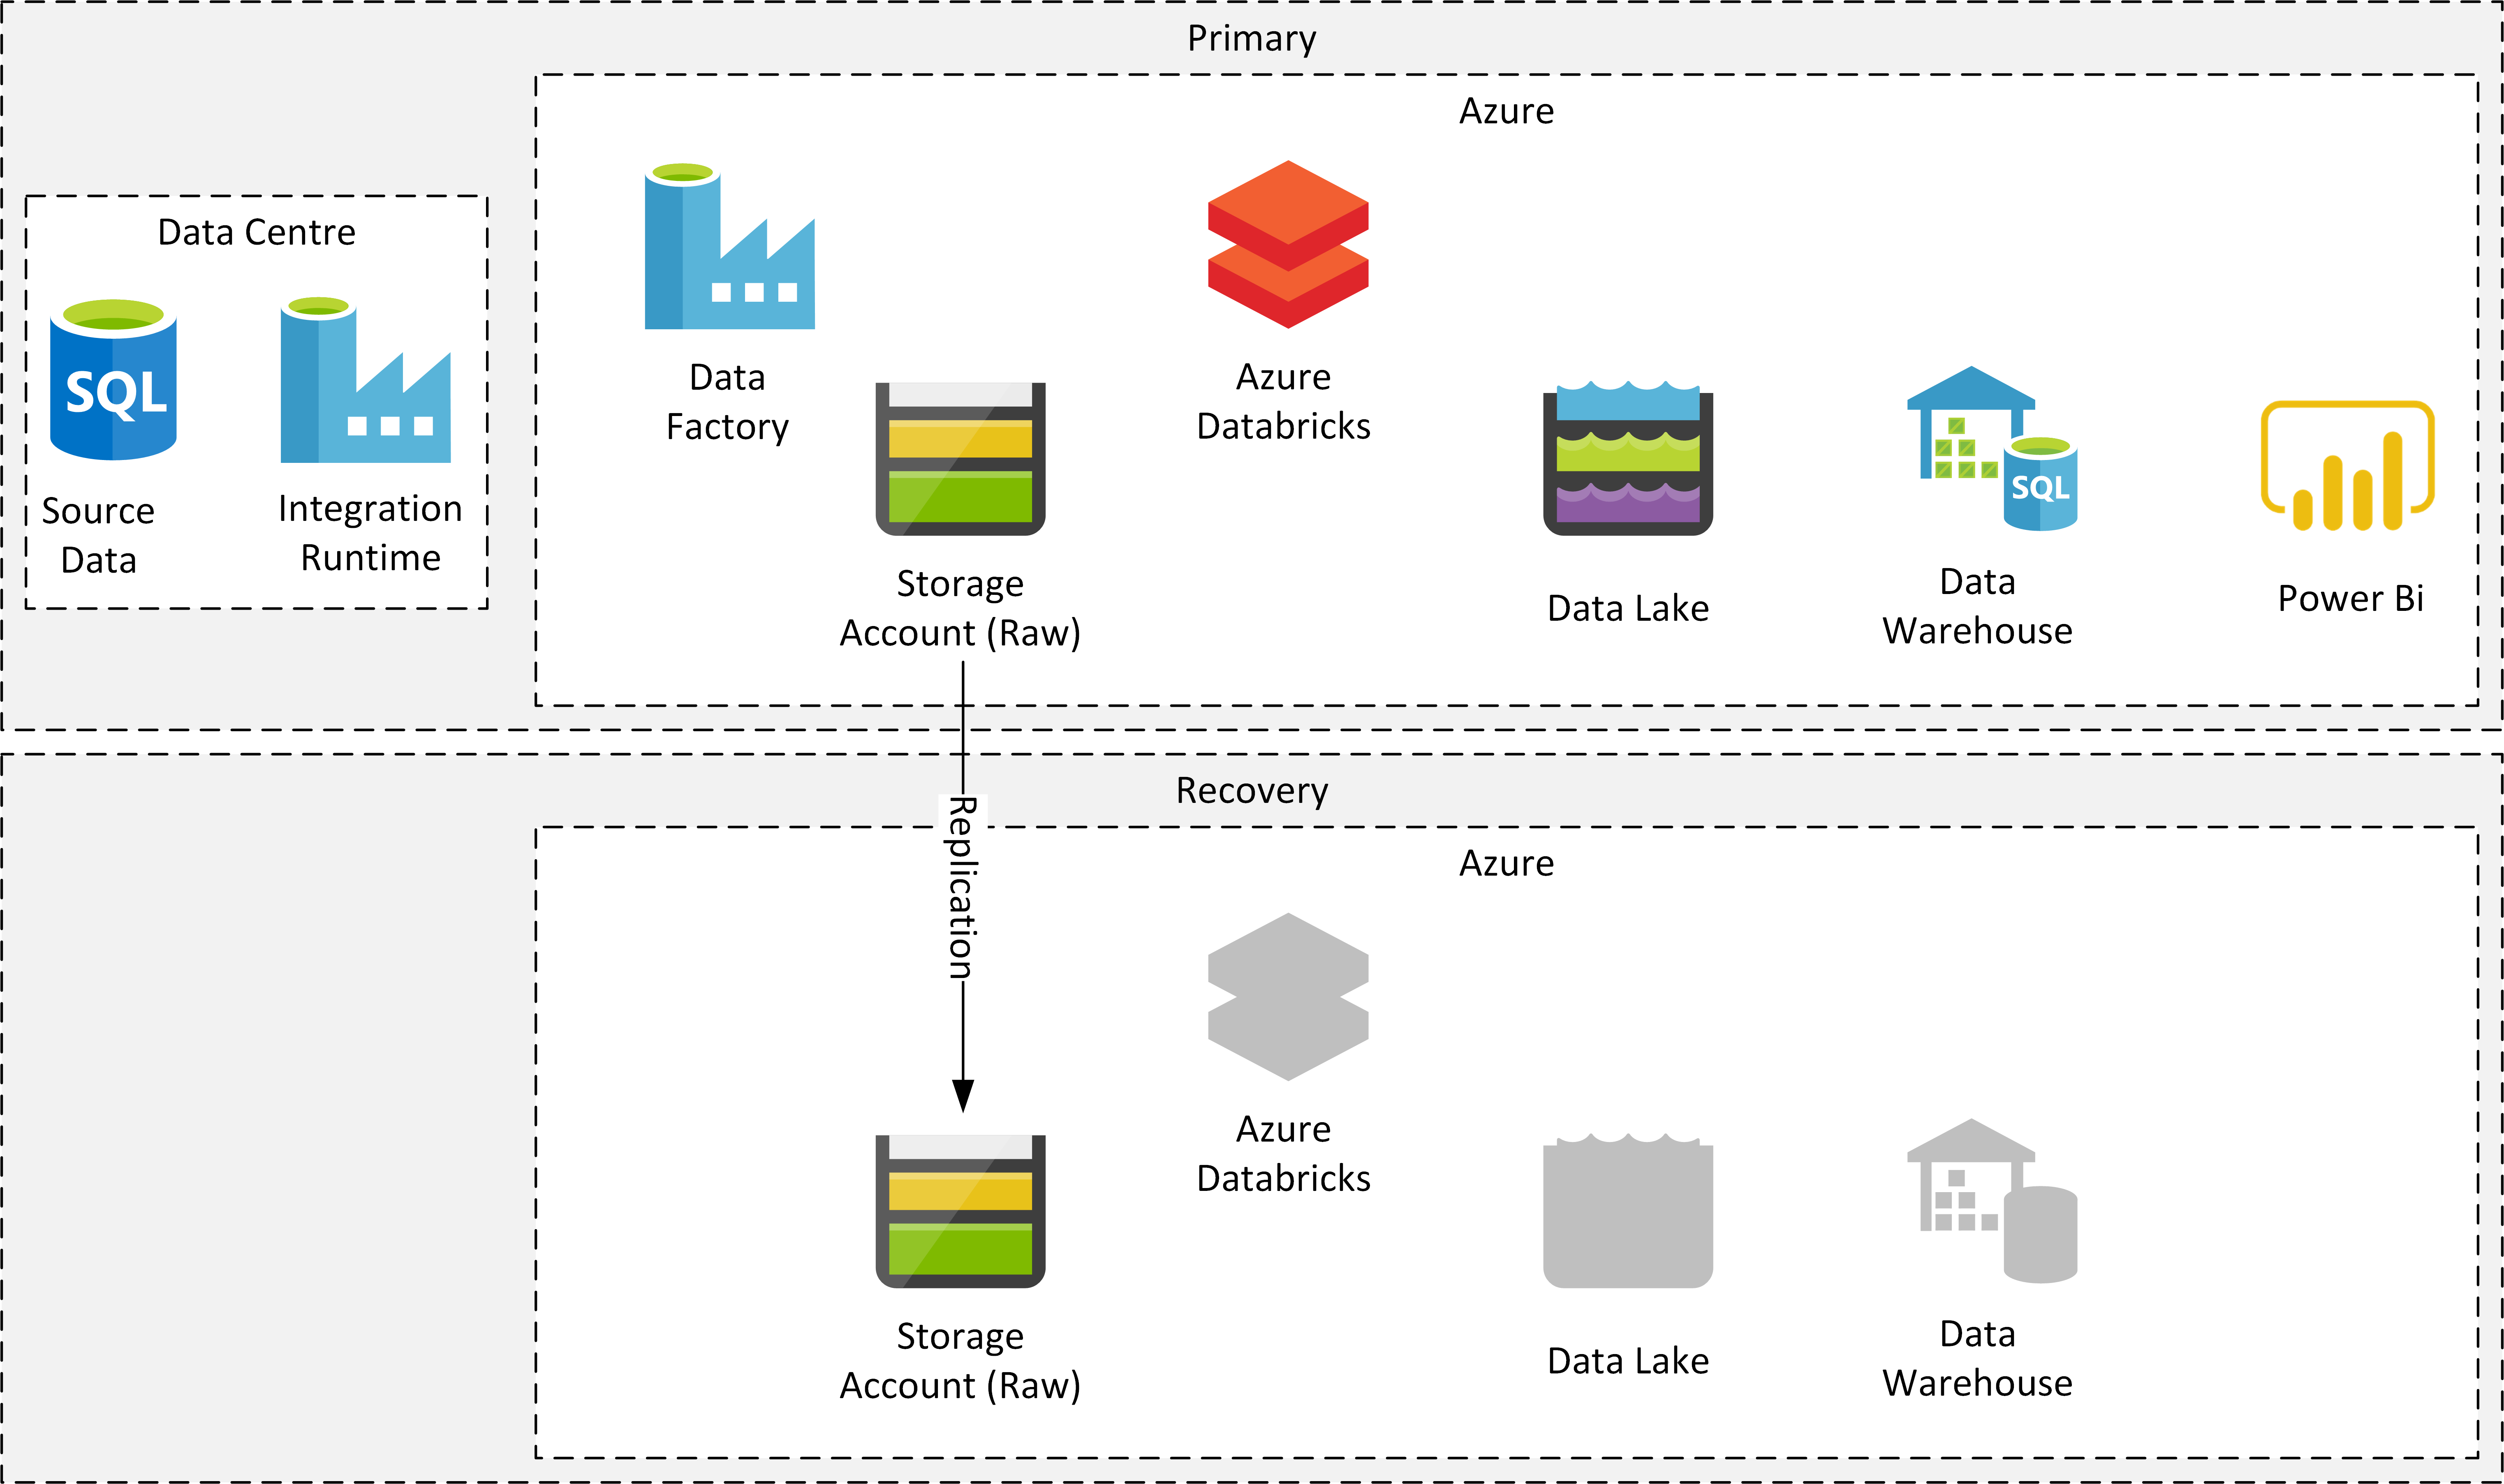 Primary
Azure
Data Centre
SQL
Source
Data
Integration
Runtime
Data
Factory
Storage
Account (Raw)
Azure
Databricks
Data Lake
SQL
Data
Warehouse
Power Bi
Replication
Recovery
Azure
Storage
Account (Raw)
Azure
Databricks
Data Lake
Data
Warehouse